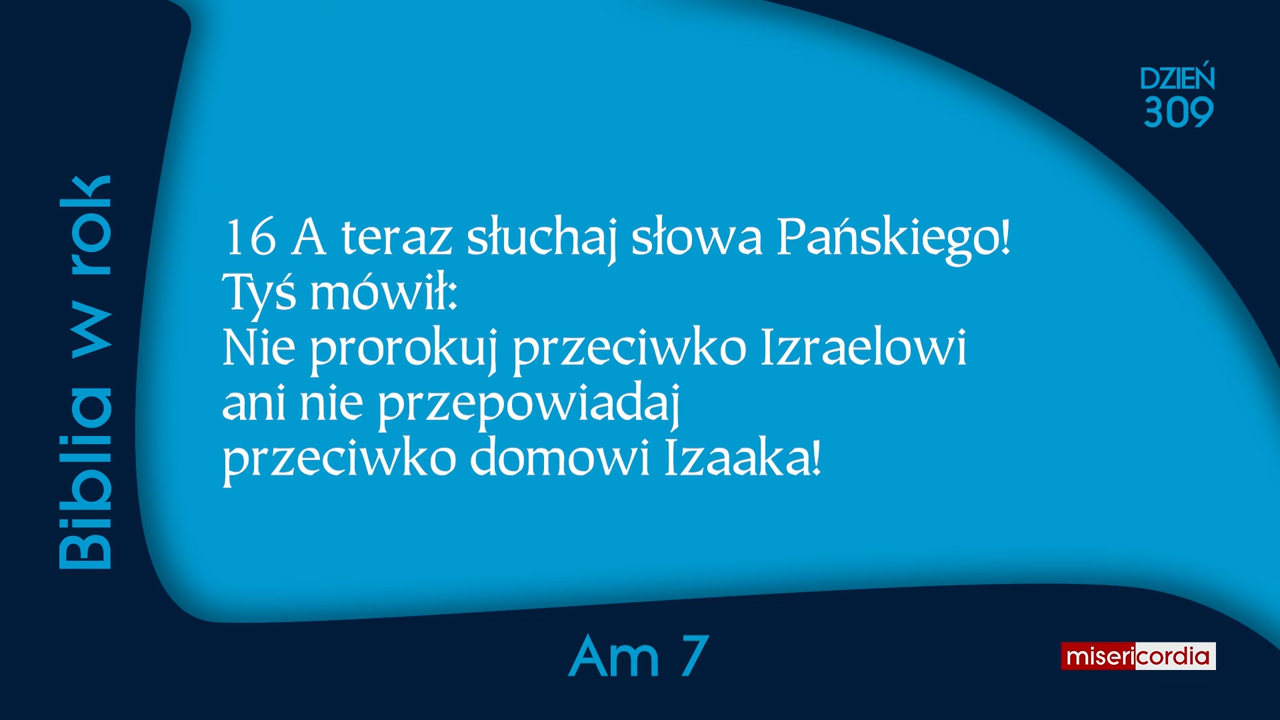 DZIEŃ
309
Biblia w rok
16 A teraz słuchaj słowa Pańskiego!
Tyś mówił:
Nie prorokuj przeciwko Izraelowi
ani nie przepowiadaj
przeciwko domowi Izaaka!
Am 7
misericordia